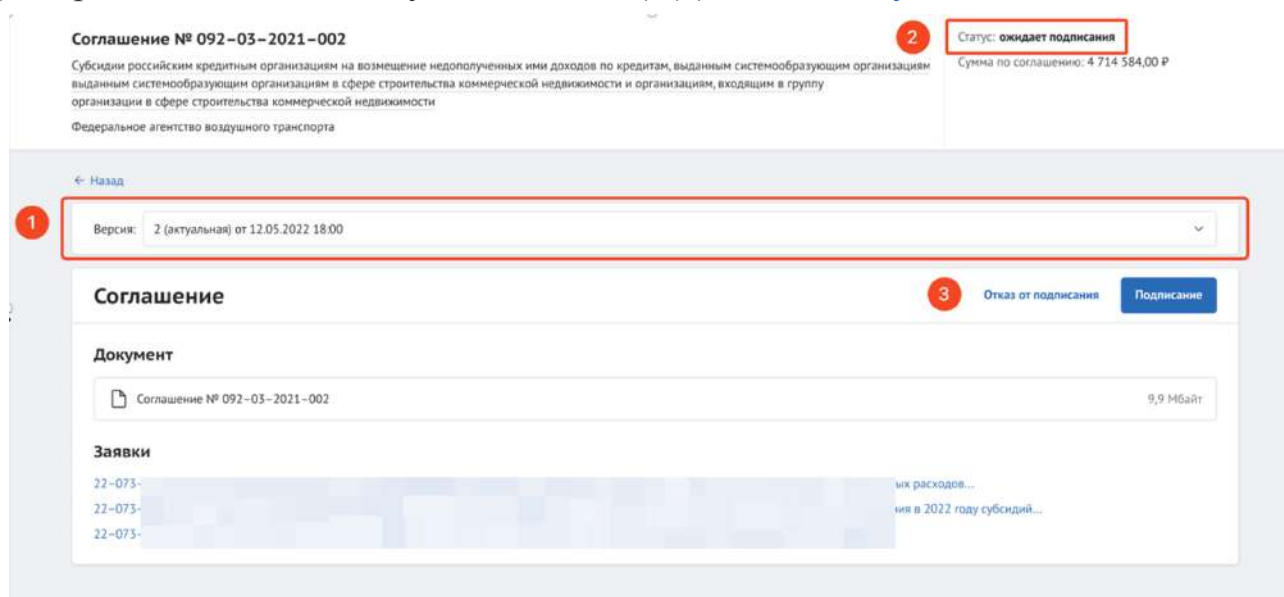 Соглашение № 092-03-2021-002
2
Статус: ожидает подписания
Субсидии российским кредитным организациям на возмещение недополученных ими доходов по кредитам, выданным системообразующим организациям
Сумма по соглашению: 4 714 584,00 ₽
выданным системообразующим организациям в сфере строительства коммерческой недвижимости и организациям, входящим в группу
организации в сфере строительства коммерческой недвижимости
Федеральное агентство воздушного транспорта
← Назад
1
Версия: 2 (актуальная) от 12.05.2022 18:00
Соглашение
3
Отказ от подписания
Подписание
Документ
Соглашение № 092-03-2021-002
9,9 Мбайт
Заявки
22-073-
ых расходов...
22-073-
ия в 2022 году субсидий...
22-073-